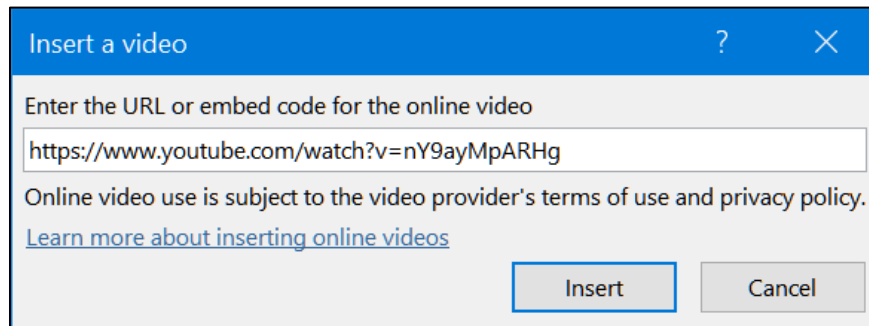 Insert a video ?
Enter the URL or embed code for the online video
https://www.youtube.com/watch?v=nY9ayMpARHg
Online video use is subject to the video provider's terms of use and privacy policy.
Learn more about inserting online videos
Insert Cancel